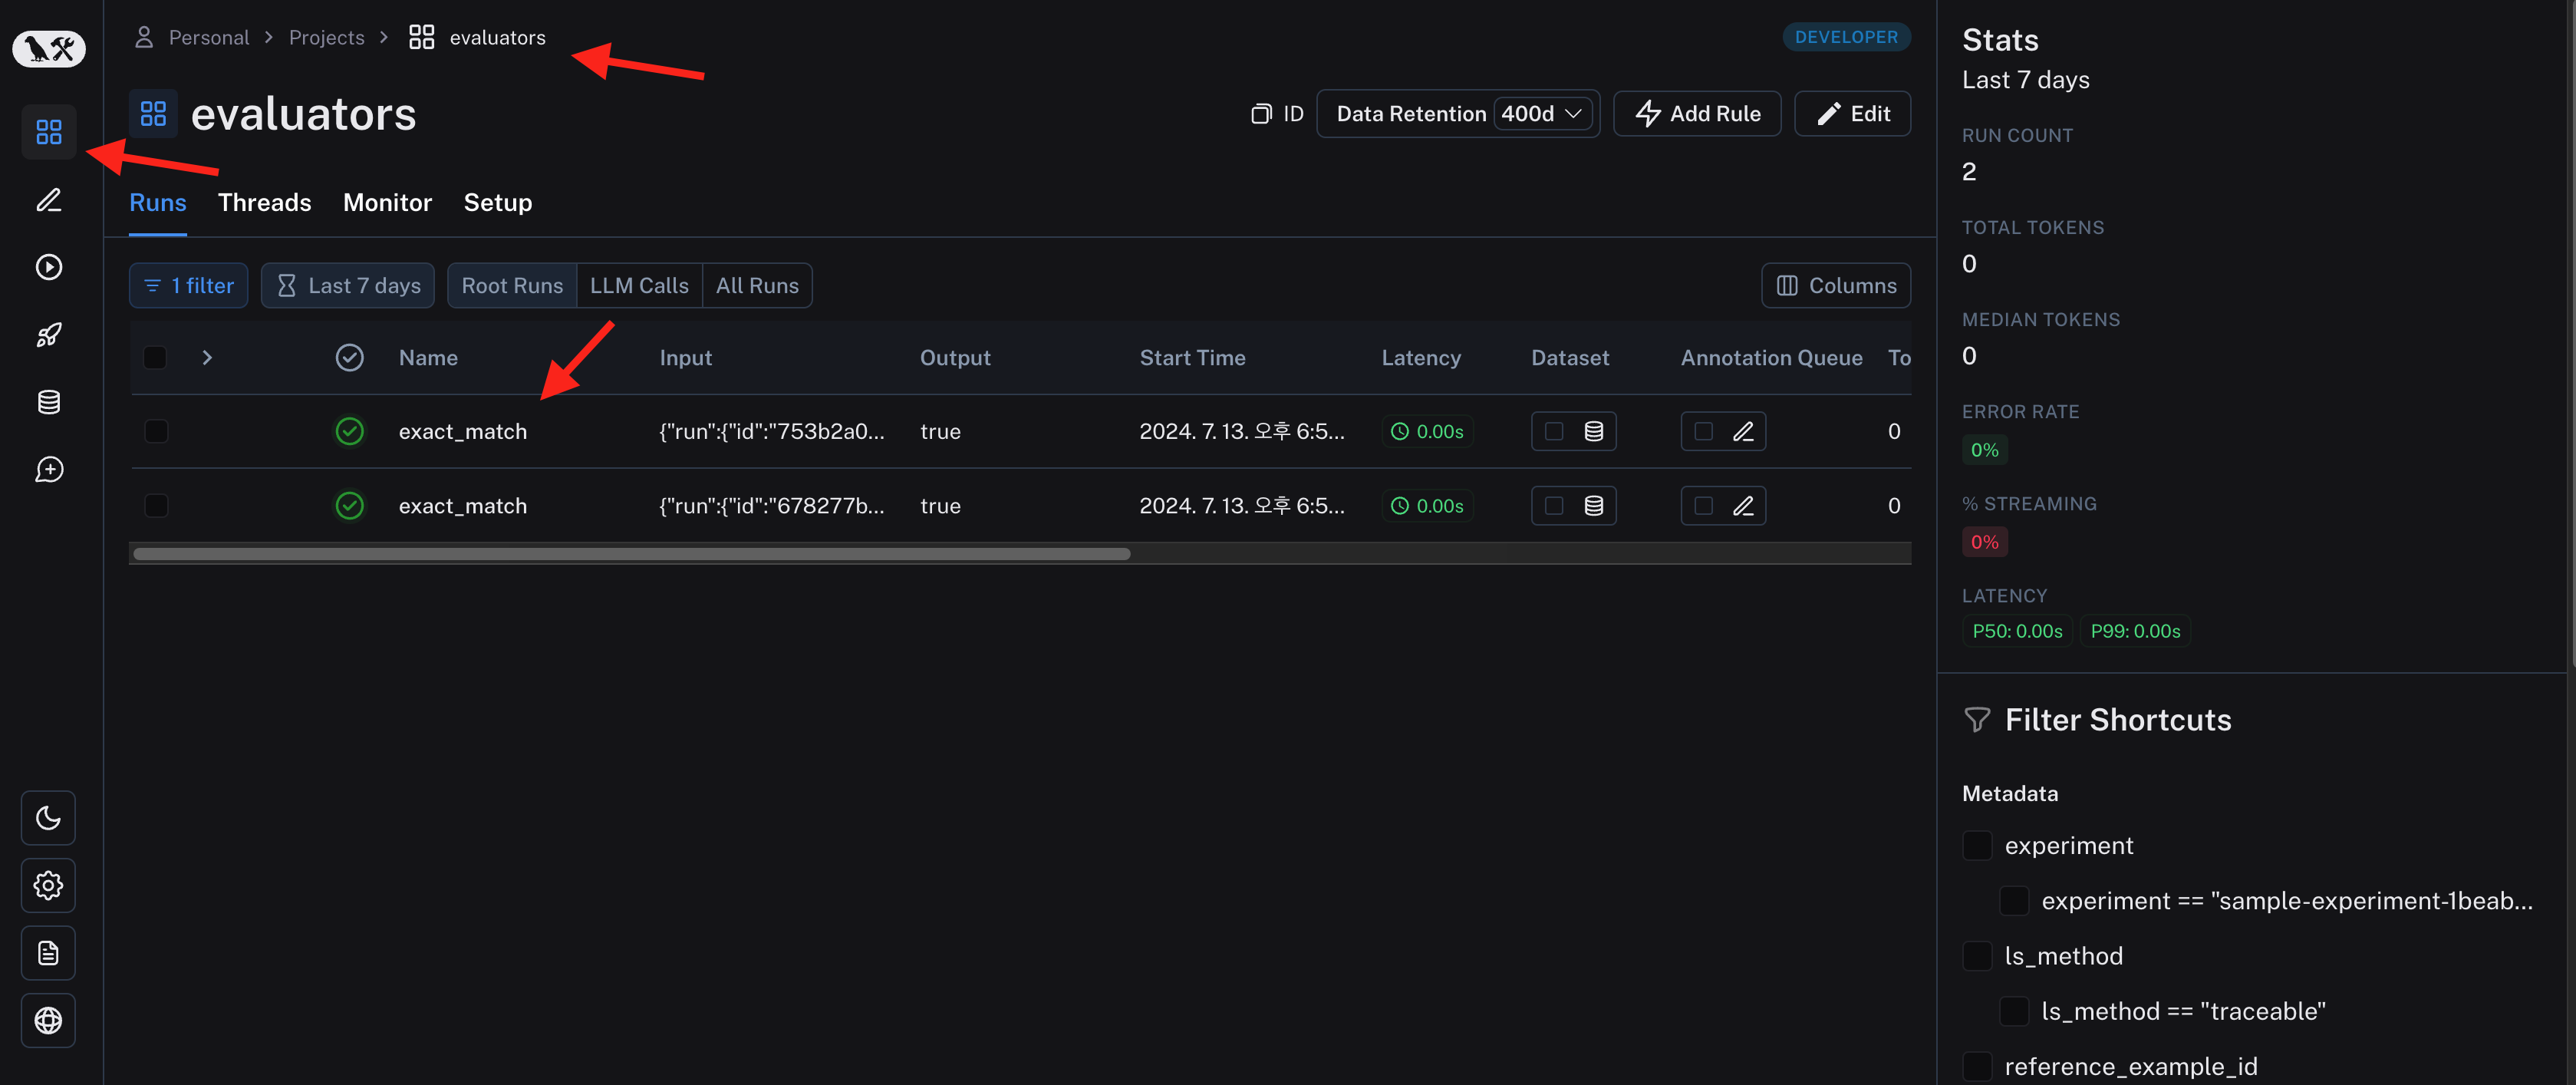 Personal > Projects > evaluators
DEVELOPER
evaluators
ID
Data Retention 400d
Add Rule
Edit
Runs Threads Monitor Setup
1 filter
Last 7 days
Root Runs LLM Calls All Runs
Columns
Name Input Output Start Time Latency Dataset Annotation Queue To
exact_match {"run":{"id":"753b2a0... true 2024. 7. 13. 오후 6:5... 0.00s 0
exact_match {"run":{"id":"678277b... true 2024. 7. 13. 오후 6:5... 0.00s 0
Stats
Last 7 days
RUN COUNT
2
TOTAL TOKENS
0
MEDIAN TOKENS
0
ERROR RATE
0%
% STREAMING
0%
LATENCY
P50: 0.00s P99: 0.00s
Filter Shortcuts
Metadata
experiment
experiment == "sample-experiment-1beab...
ls_method
ls_method == "traceable"
reference_example_id